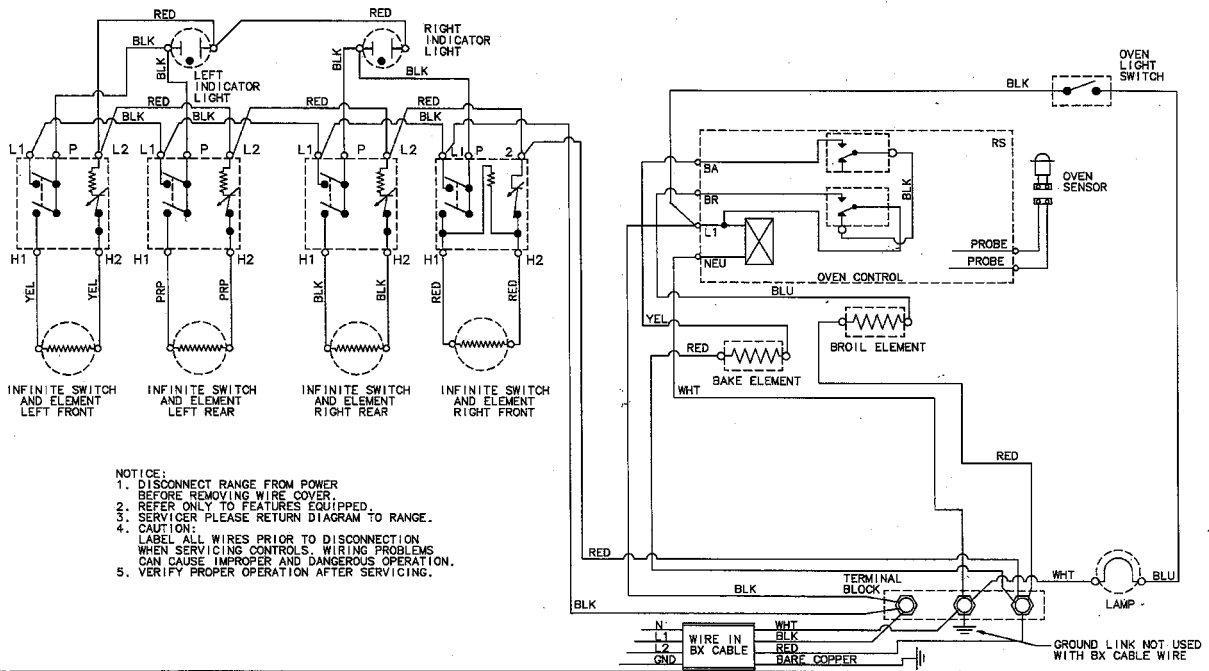 RED
RED
BLK
BLK
BLK
BLK
RIGHT
INDICATOR
LIGHT
LEFT
INDICATOR
LIGHT
RED
BLK
RED
BLK
RED
BLK
L1 P L2
L1 P L2
L1 P L2
L1 P 2
H1 H2
H1 H2
H1 H2
H1 H2
YEL
YEL
PRP
PRP
BLK
BLK
RED
RED
INFINITE SWITCH
AND ELEMENT
LEFT FRONT
INFINITE SWITCH
AND ELEMENT
LEFT REAR
INFINITE SWITCH
AND ELEMENT
RIGHT REAR
INFINITE SWITCH
AND ELEMENT
RIGHT FRONT
OVEN
LIGHT
SWITCH
BLK
RS
BA
BR
L1
NEU
BLK
OVEN
SENSOR
PROBE
PROBE
OVEN CONTROL
BLU
YEL
RED
BROIL ELEMENT
BAKE ELEMENT
WHT
RED
NOTICE:
1. DISCONNECT RANGE FROM POWER
BEFORE REMOVING WIRE COVER.
2. REFER ONLY TO FEATURES EQUIPPED.
3. SERVICER PLEASE RETURN DIAGRAM TO RANGE.
4. CAUTION:
LABEL ALL WIRES PRIOR TO DISCONNECTION
WHEN SERVICING CONTROLS. WIRING PROBLEMS
CAN CAUSE IMPROPER AND DANGEROUS OPERATION.
5. VERIFY PROPER OPERATION AFTER SERVICING.
RED
BLK
BLK
TERMINAL
BLOCK
WHT
BLU
LAMP
N
L1
L2
GND
WIRE IN
BX CABLE
WHT
BLK
RED
BARE COPPER
GROUND LINK NOT USED
WITH BX CABLE WIRE